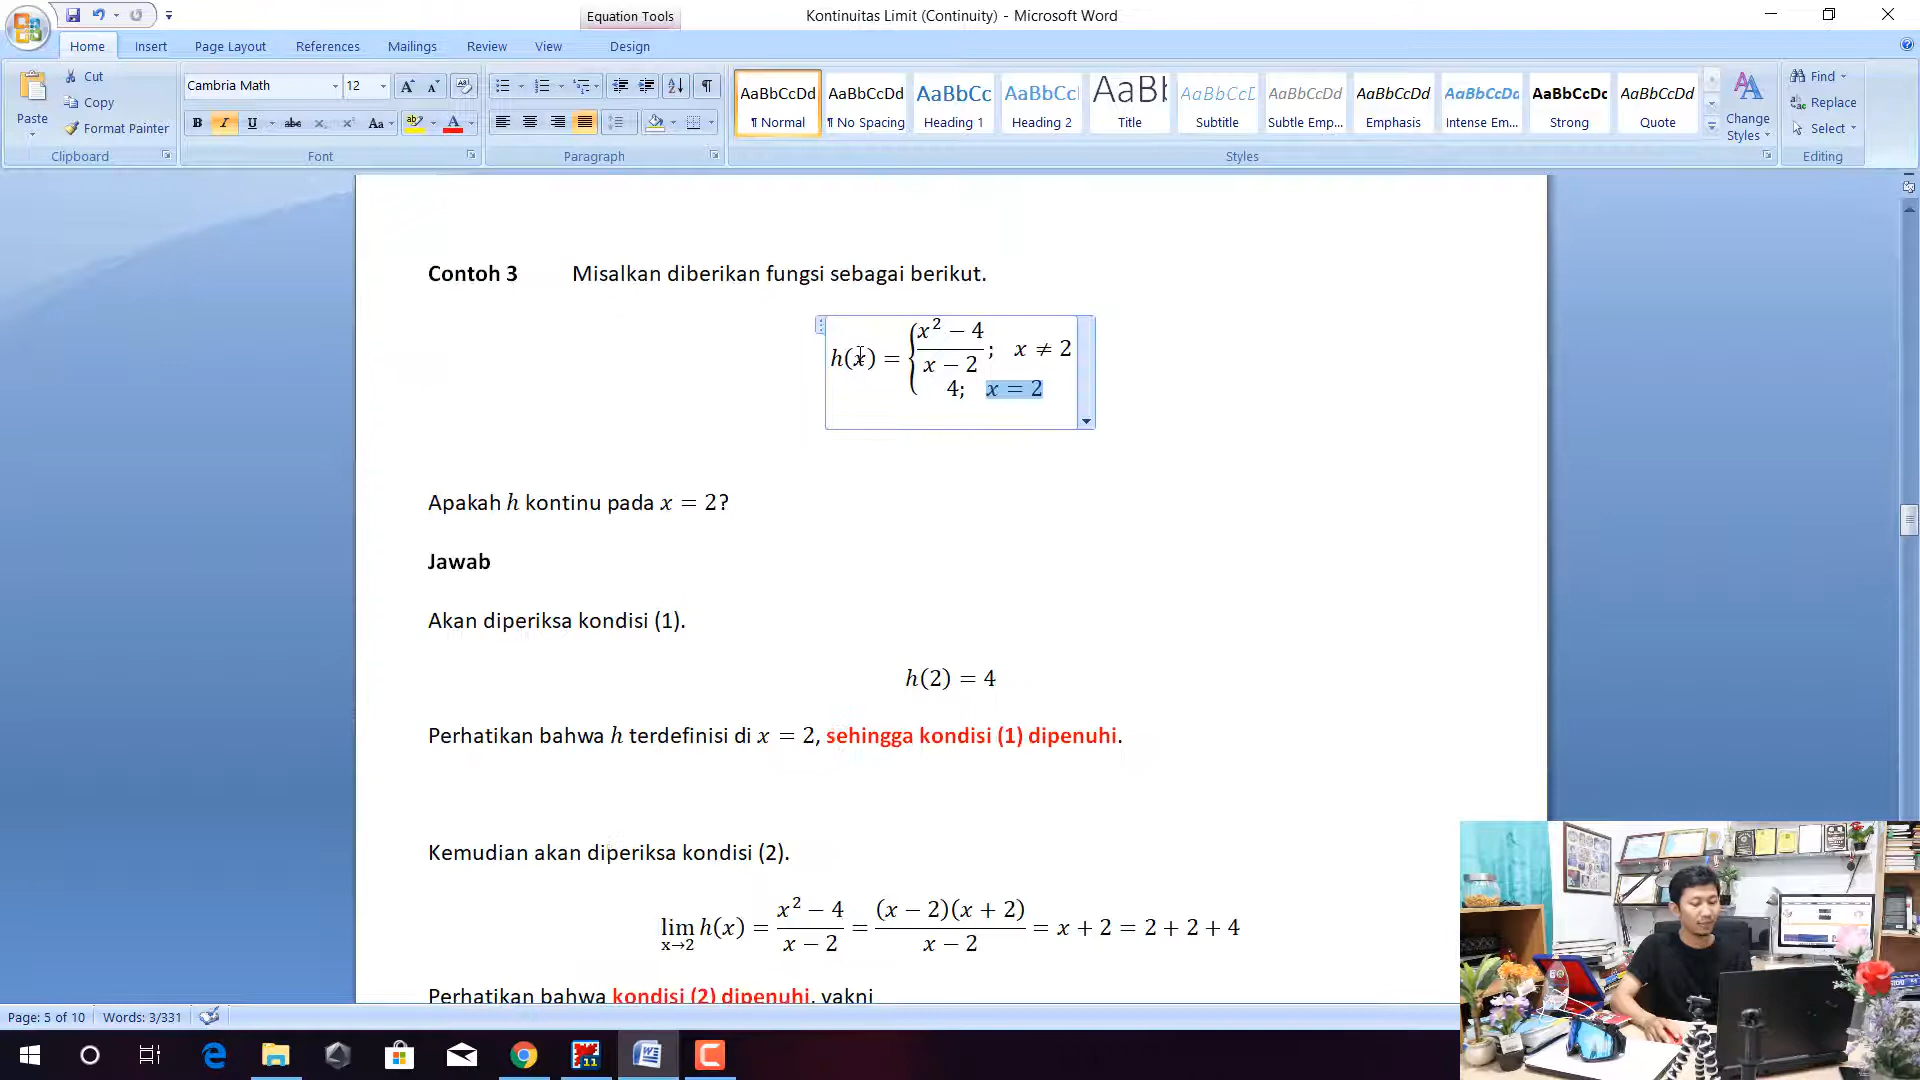 Equation Tools
Kontinuitas Limit (Continuity) - Microsoft Word
Home Insert Page Layout References Mailings Review View Design
Paste
Cut
Copy
Format Painter
Clipboard
Cambria Math 12
Font
Paragraph
AaBbCcDd AaBbCcDd AaBbCc AaBbCcI AaBI AaBbCcD AaBbCcDd AaBbCcDd AaBbCcDd AaBbCcDd AaBbCcDd
¶ Normal ¶ No Spacing Heading 1 Heading 2 Title Subtitle Subtle Emp... Emphasis Intense Em... Strong Quote
Change Styles
Styles
Find
Replace
Select
Editing
Contoh 3 Misalkan diberikan fungsi sebagai berikut.
h(x) = { (x² − 4)/(x − 2); x ≠ 2
4; x = 2
Apakah h kontinu pada x = 2?
Jawab
Akan diperiksa kondisi (1).
h(2) = 4
Perhatikan bahwa h terdefinisi di x = 2, sehingga kondisi (1) dipenuhi.
Kemudian akan diperiksa kondisi (2).
lim x→2 h(x) = (x² − 4)/(x − 2) = (x − 2)(x + 2)/(x − 2) = x + 2 = 2 + 2 + 4
Perhatikan bahwa kondisi (2) dipenuhi, yakni
Page: 5 of 10 Words: 3/331